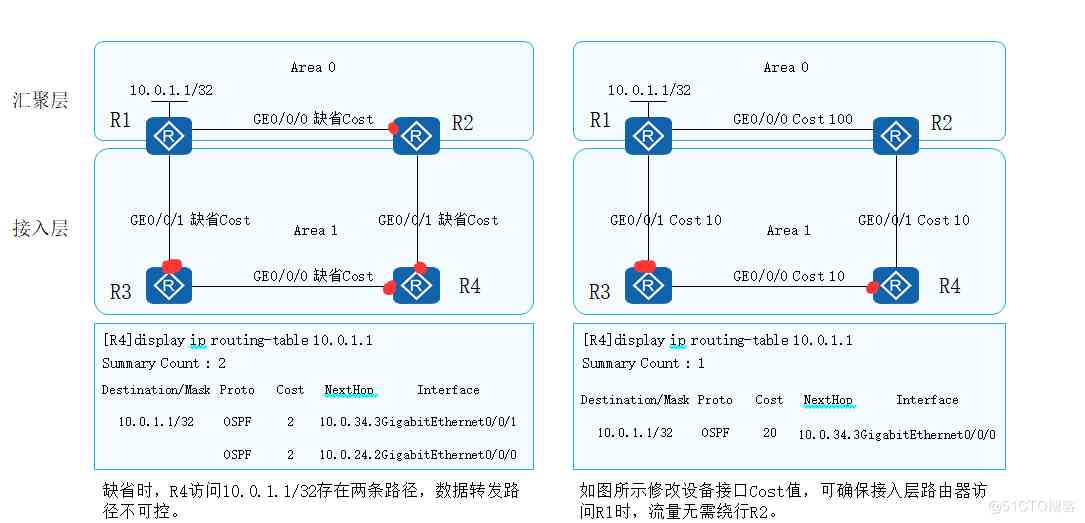 汇聚层
接入层
Area 0
10.0.1.1/32
R1
GE0/0/0 缺省Cost
R2
GE0/0/1 缺省Cost
GE0/0/1 缺省Cost
Area 1
R3
GE0/0/0 缺省Cost
R4
[R4]display ip routing-table 10.0.1.1
Summary Count : 2
Destination/Mask Proto Cost NextHop Interface
10.0.1.1/32 OSPF 2 10.0.34.3GigabitEthernet0/0/1
OSPF 2 10.0.24.2GigabitEthernet0/0/0
缺省时，R4访问10.0.1.1/32存在两条路径，数据转发路
径不可控。
Area 0
10.0.1.1/32
R1
GE0/0/0 Cost 100
R2
GE0/0/1 Cost 10
GE0/0/1 Cost 10
Area 1
R3
GE0/0/0 Cost 10
R4
[R4]display ip routing-table 10.0.1.1
Summary Count : 1
Destination/Mask Proto Cost NextHop Interface
10.0.1.1/32 OSPF 20 10.0.34.3GigabitEthernet0/0/0
如图所示修改设备接口Cost值，可确保接入层路由器访
问R1时，流量无需绕行R2。
@51CTO博客